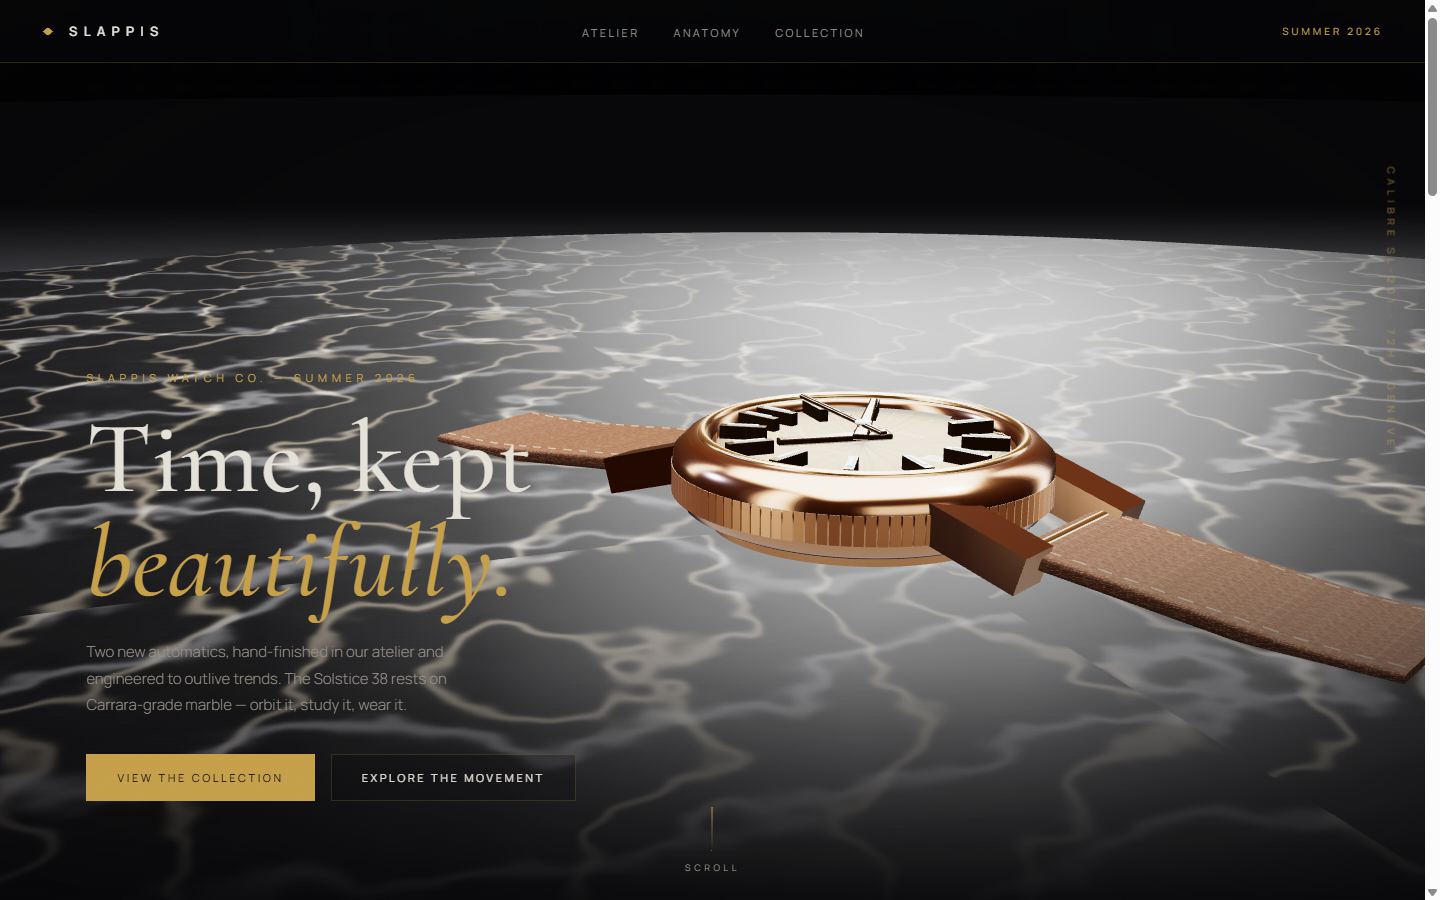 SLAPPIS
ATELIER
ANATOMY
COLLECTION
SUMMER 2026
SLAPPIS WATCH CO. — SUMMER 2026
Time, kept
beautifully.
Two new automatics, hand-finished in our atelier and
engineered to outlive trends. The Solstice 38 rests on
Carrara-grade marble — orbit it, study it, wear it.
VIEW THE COLLECTION
EXPLORE THE MOVEMENT
SCROLL
CALIBRE